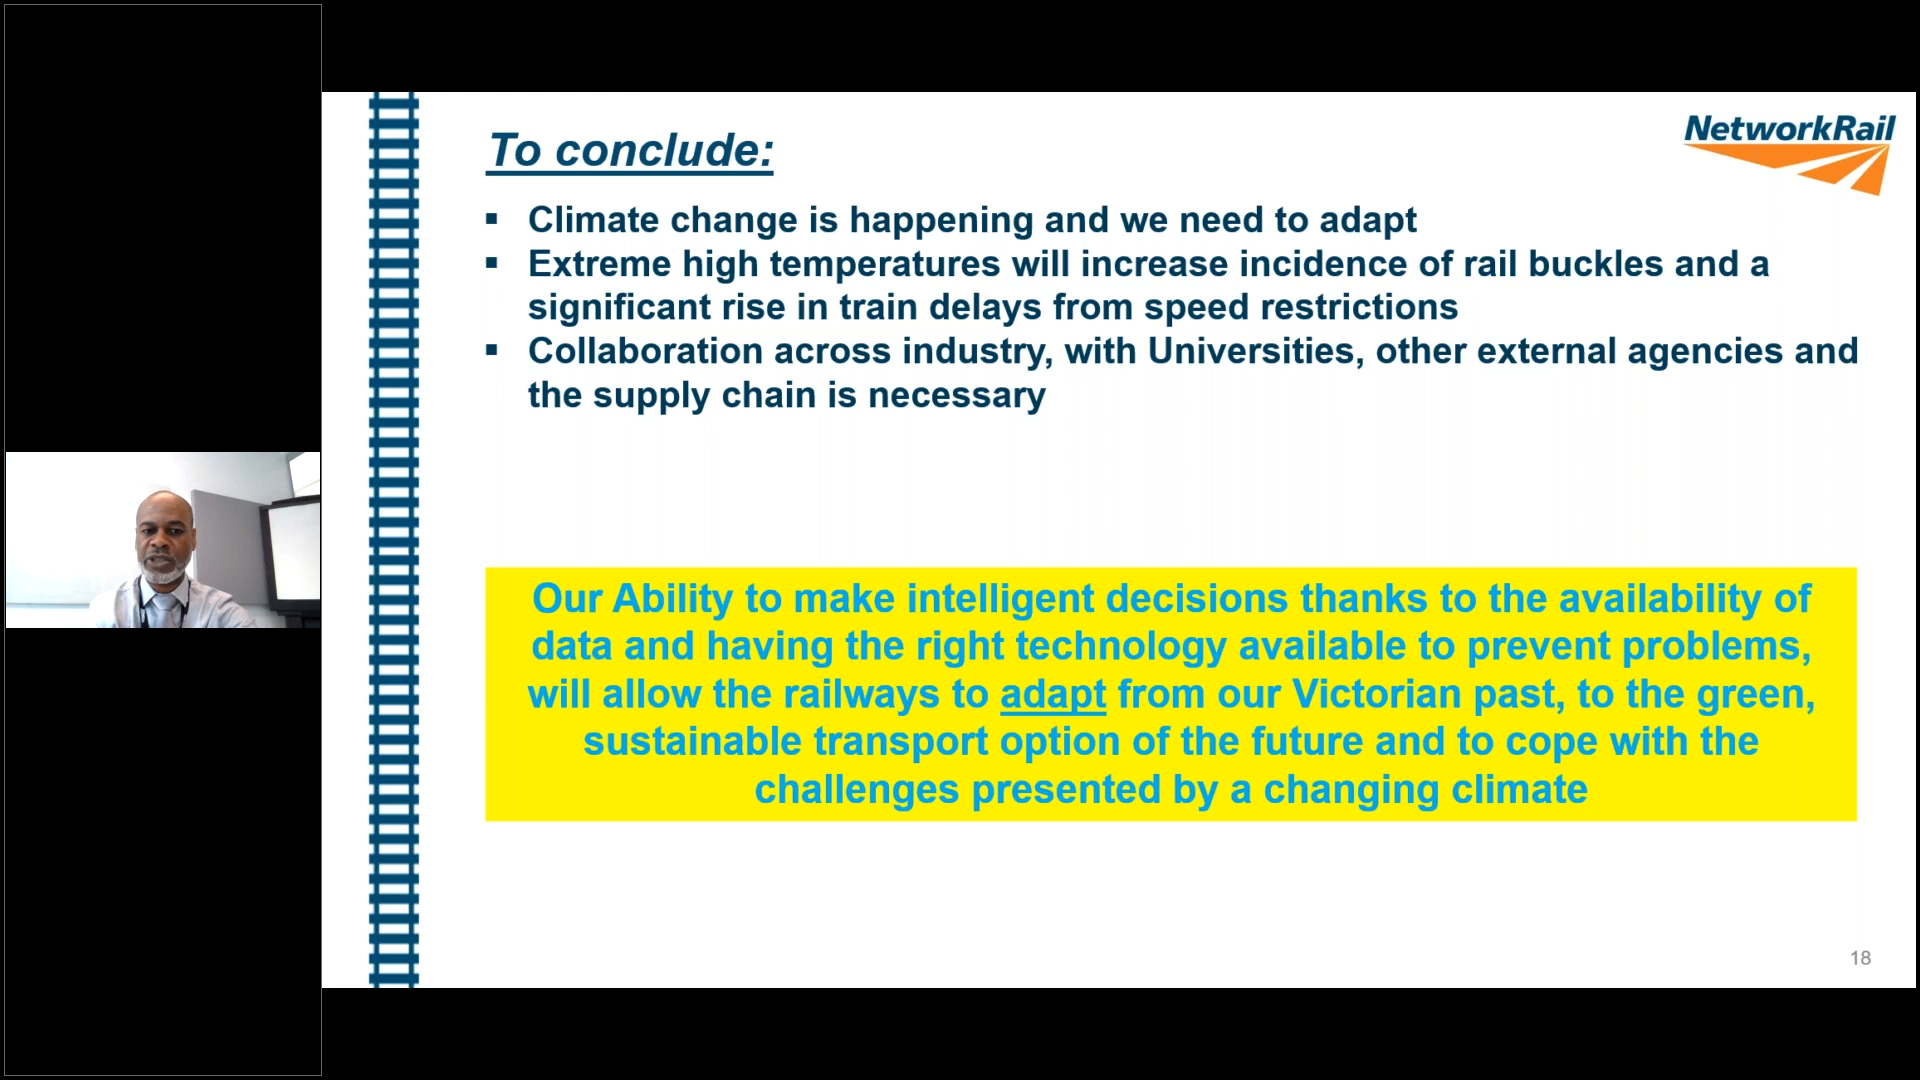 To conclude:
NetworkRail
▪ Climate change is happening and we need to adapt
▪ Extreme high temperatures will increase incidence of rail buckles and a
significant rise in train delays from speed restrictions
▪ Collaboration across industry, with Universities, other external agencies and
the supply chain is necessary
Our Ability to make intelligent decisions thanks to the availability of
data and having the right technology available to prevent problems,
will allow the railways to adapt from our Victorian past, to the green,
sustainable transport option of the future and to cope with the
challenges presented by a changing climate
18